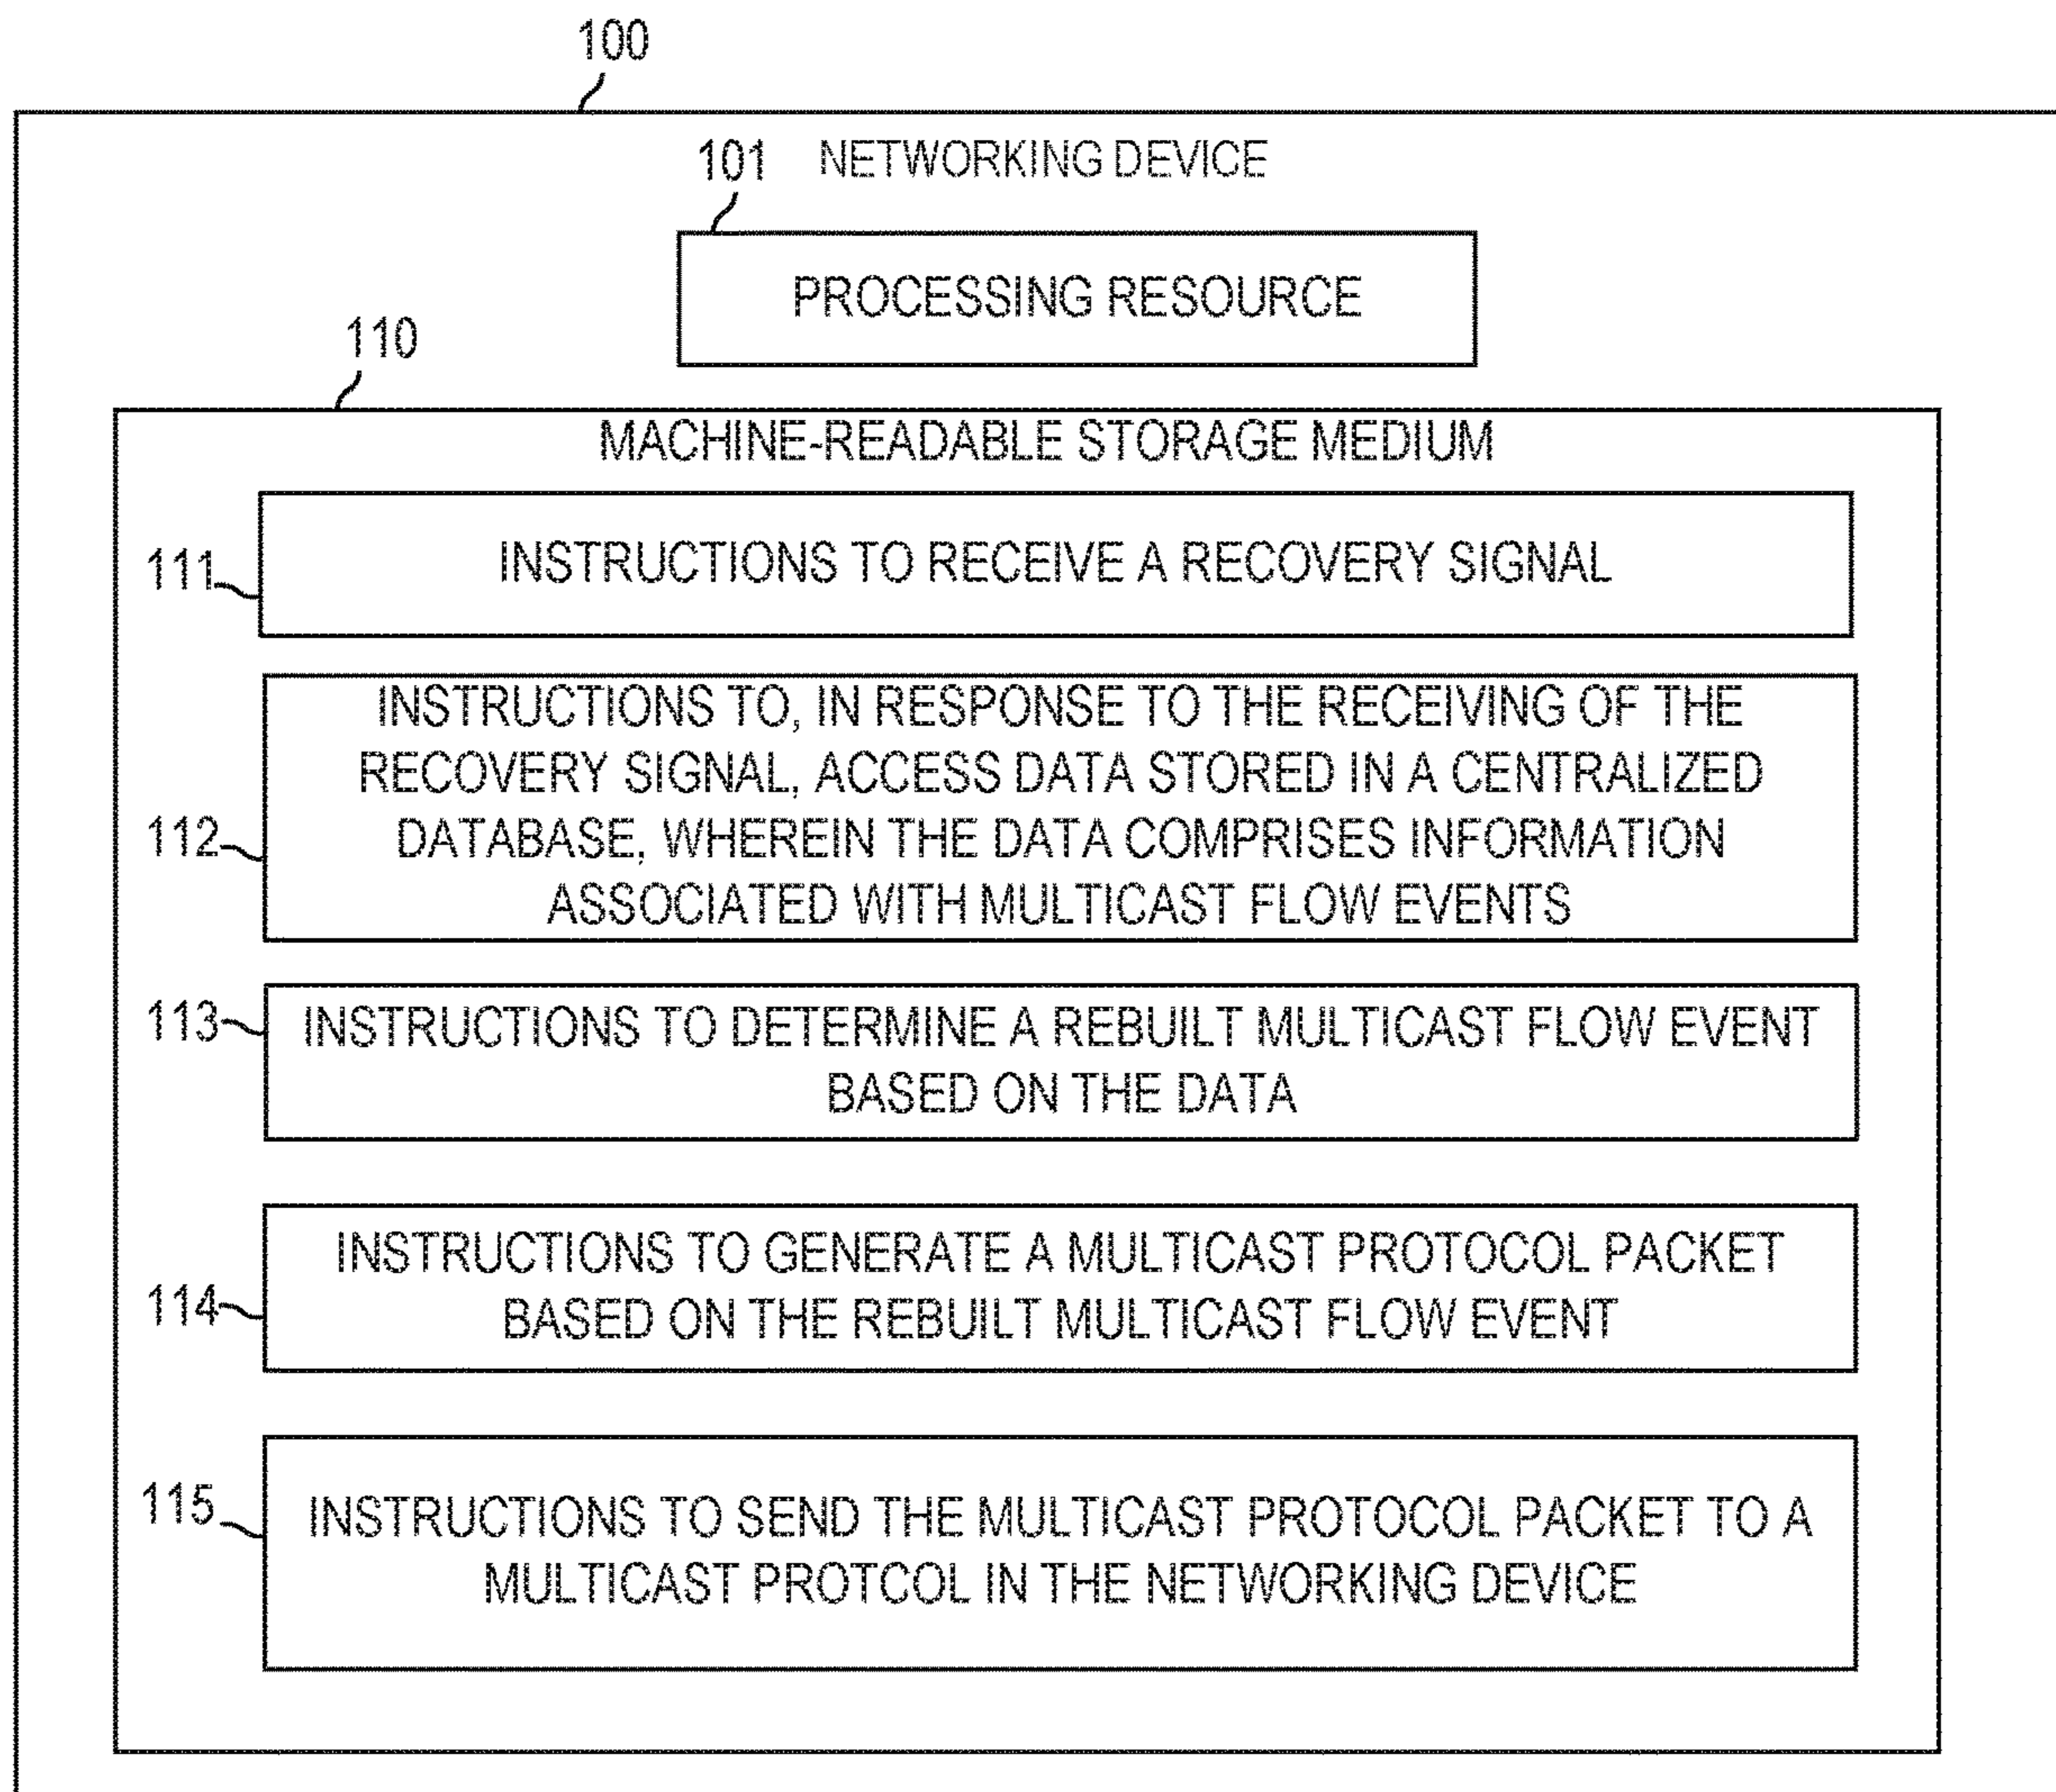 100
101 NETWORKING DEVICE
PROCESSING RESOURCE
110
MACHINE-READABLE STORAGE MEDIUM
111
INSTRUCTIONS TO RECEIVE A RECOVERY SIGNAL
112
INSTRUCTIONS TO, IN RESPONSE TO THE RECEIVING OF THE
RECOVERY SIGNAL, ACCESS DATA STORED IN A CENTRALIZED
DATABASE, WHEREIN THE DATA COMPRISES INFORMATION
ASSOCIATED WITH MULTICAST FLOW EVENTS
113
INSTRUCTIONS TO DETERMINE A REBUILT MULTICAST FLOW EVENT
BASED ON THE DATA
114
INSTRUCTIONS TO GENERATE A MULTICAST PROTOCOL PACKET
BASED ON THE REBUILT MULTICAST FLOW EVENT
115
INSTRUCTIONS TO SEND THE MULTICAST PROTOCOL PACKET TO A
MULTICAST PROTCOL IN THE NETWORKING DEVICE